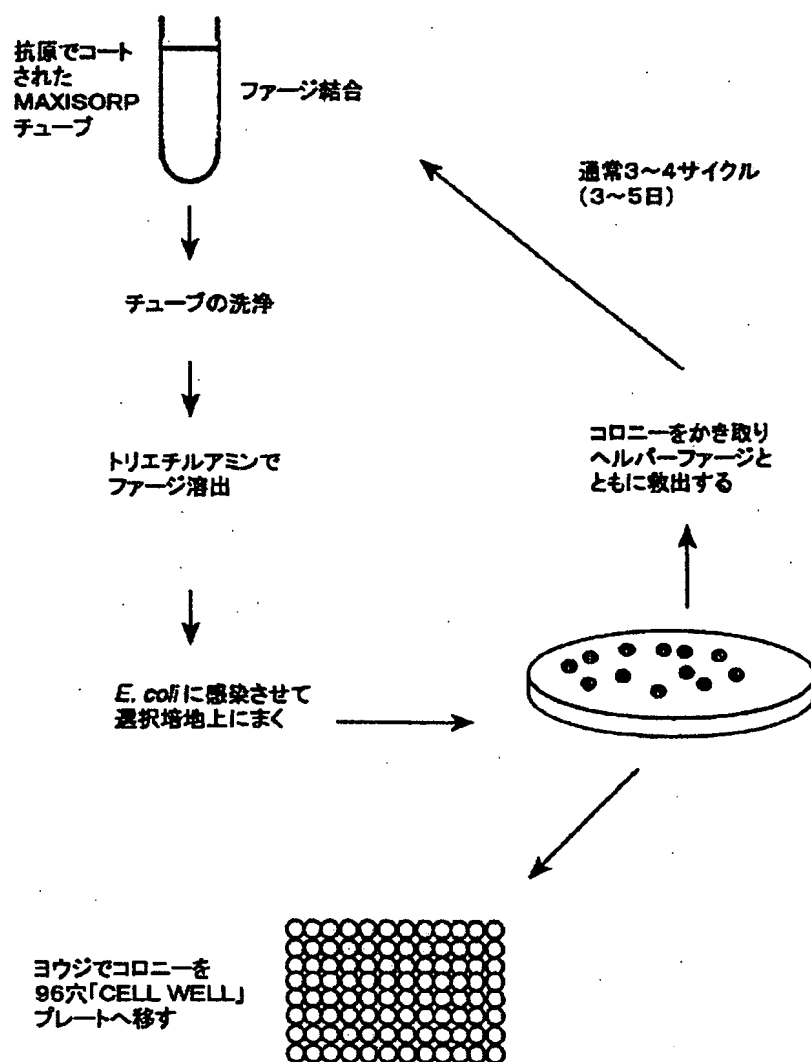 抗原でコート
された
MAXISORP
チューブ
ファージ結合
通常3〜4サイクル
(3〜5日)
チューブの洗浄
トリエチルアミンで
ファージ溶出
コロニーをかき取り
ヘルパーファージと
ともに救出する
E. coliに感染させて
選択培地上にまく
ヨウジでコロニーを
96穴「CELL WELL」
プレートへ移す